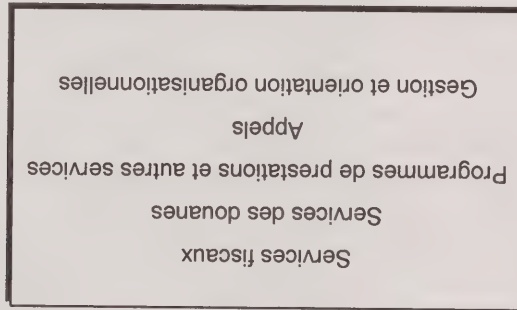 Services fiscaux
Services des douanes
Programmes de prestations et autres services
Appels
Gestion et orientation organisationnelles